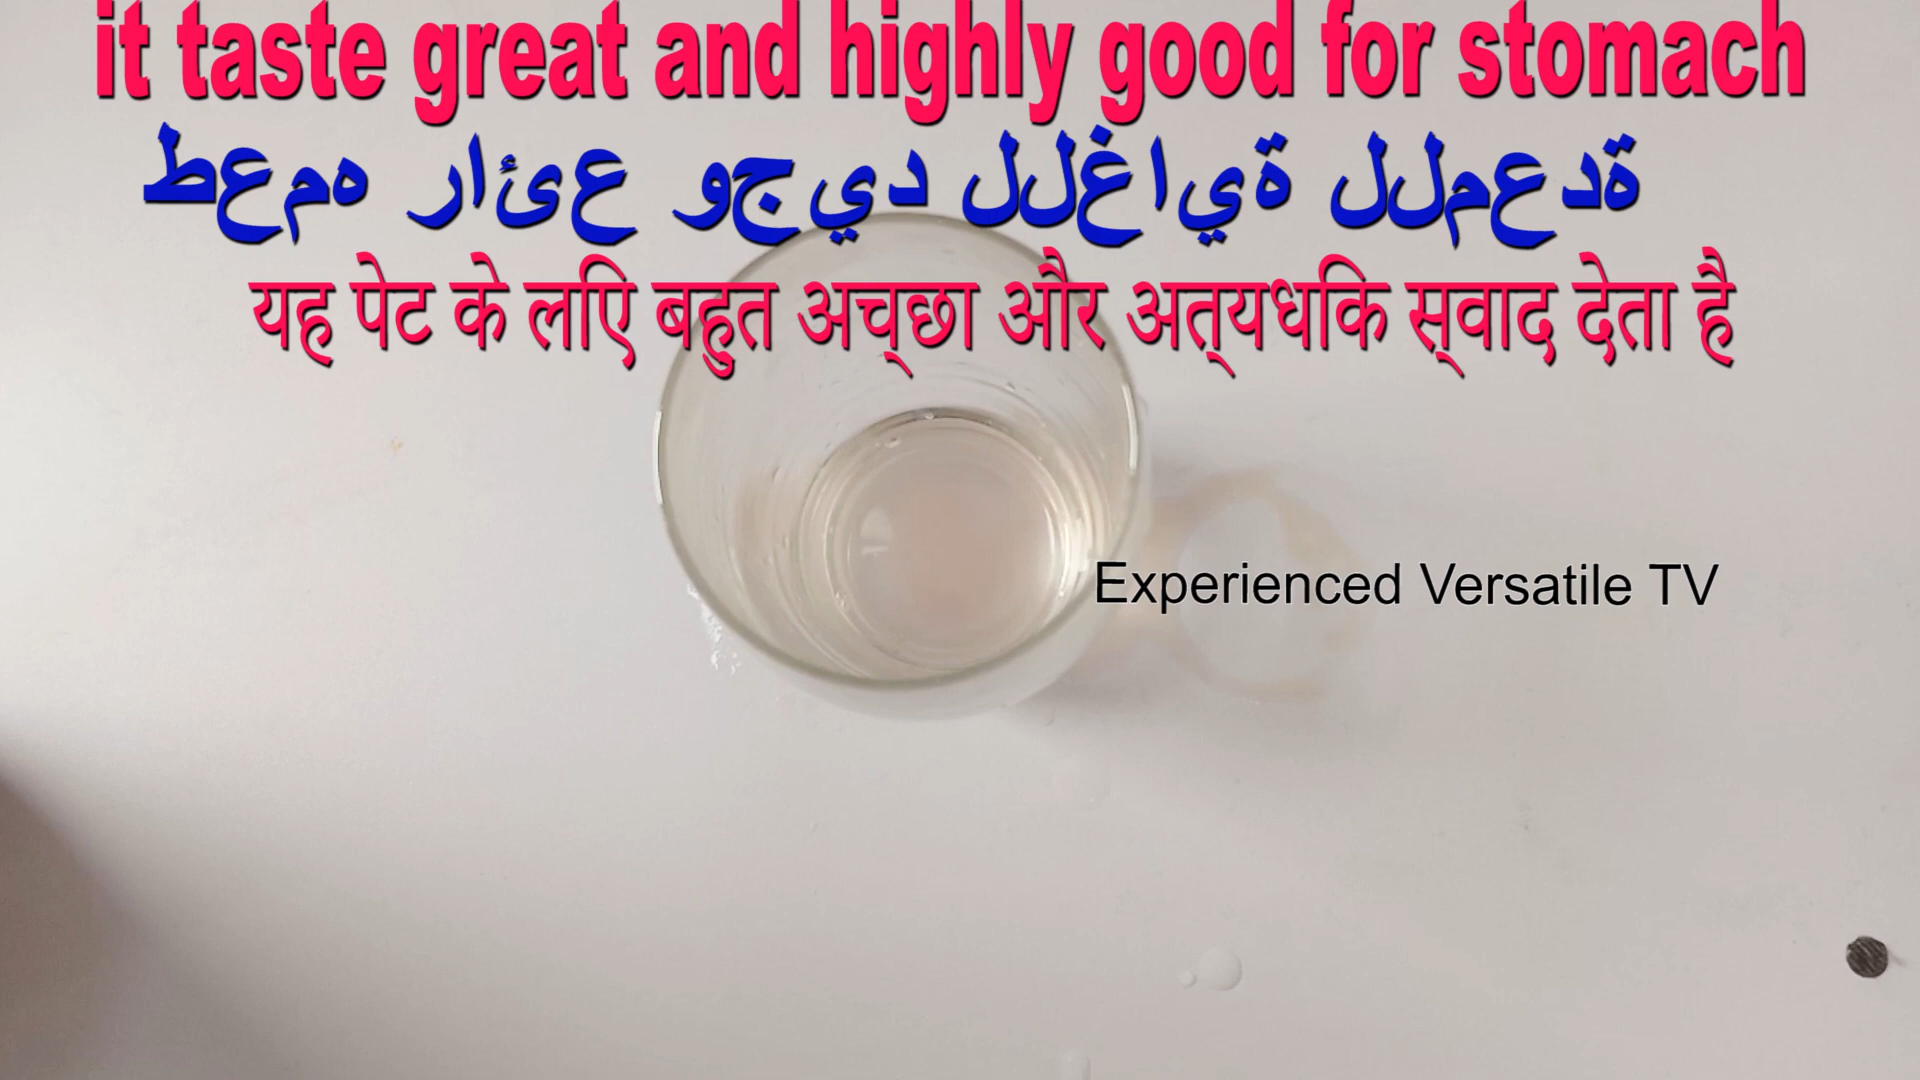 it taste great and highly good for stomach
طعمه رائع وجيد للغاية للمعدة
यह पेट के लिए बहुत अच्छा और अत्यधिक स्वाद देता है
Experienced Versatile TV